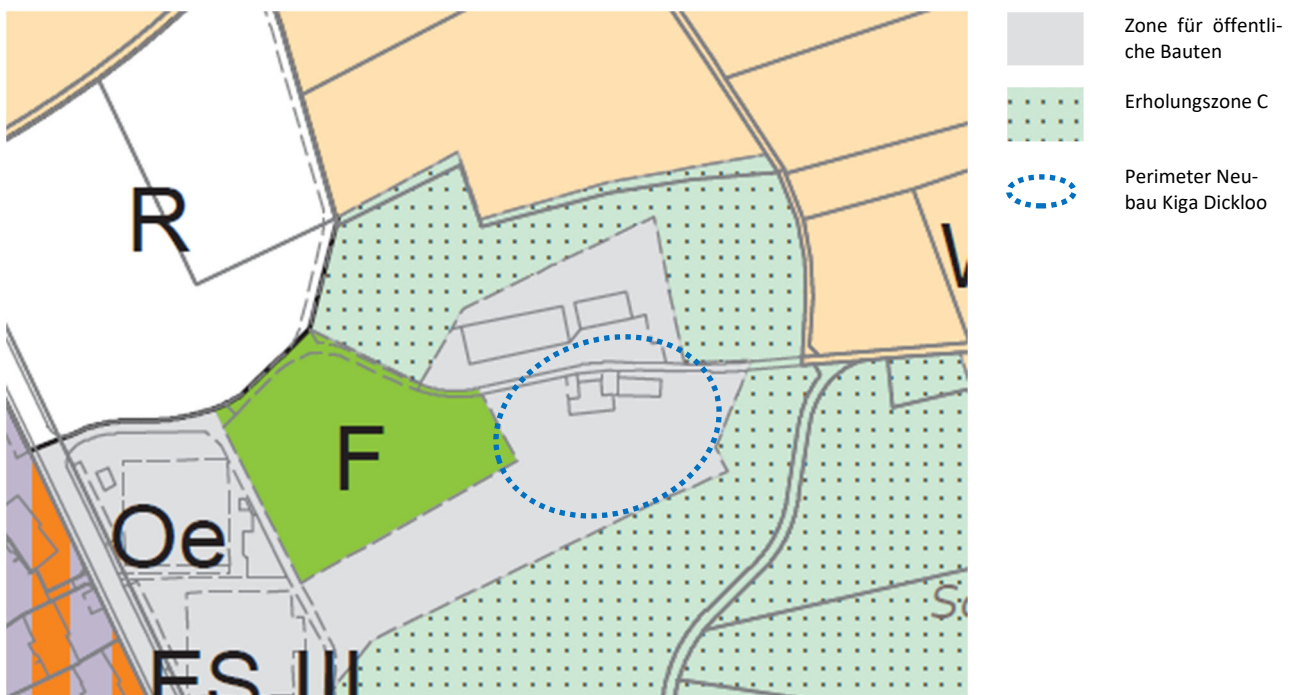 Zone für öffentli-
che Bauten
Erholungszone C
Perimeter Neu-
bau Kiga Dickloo
R
F
Oe
ES III